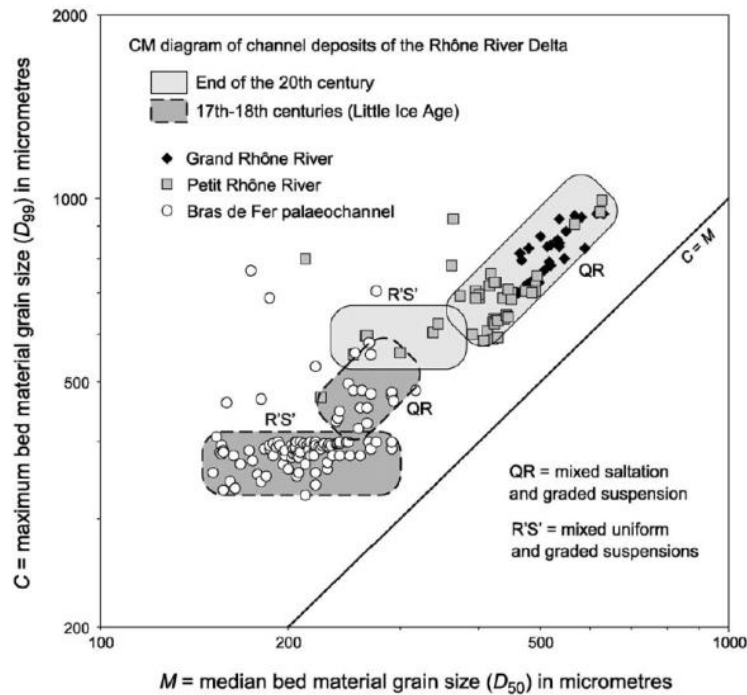 2000
CM diagram of channel deposits of the Rhône River Delta
End of the 20th century
17th-18th centuries (Little Ice Age)
Grand Rhône River
Petit Rhône River
Bras de Fer palaeochannel
1000
C = M
QR
R'S'
500
QR
R'S'
QR = mixed saltation
and graded suspension
R'S' = mixed uniform
and graded suspensions
200
100
200
500
1000
C = maximum bed material grain size (D99) in micrometres
M = median bed material grain size (D50) in micrometres